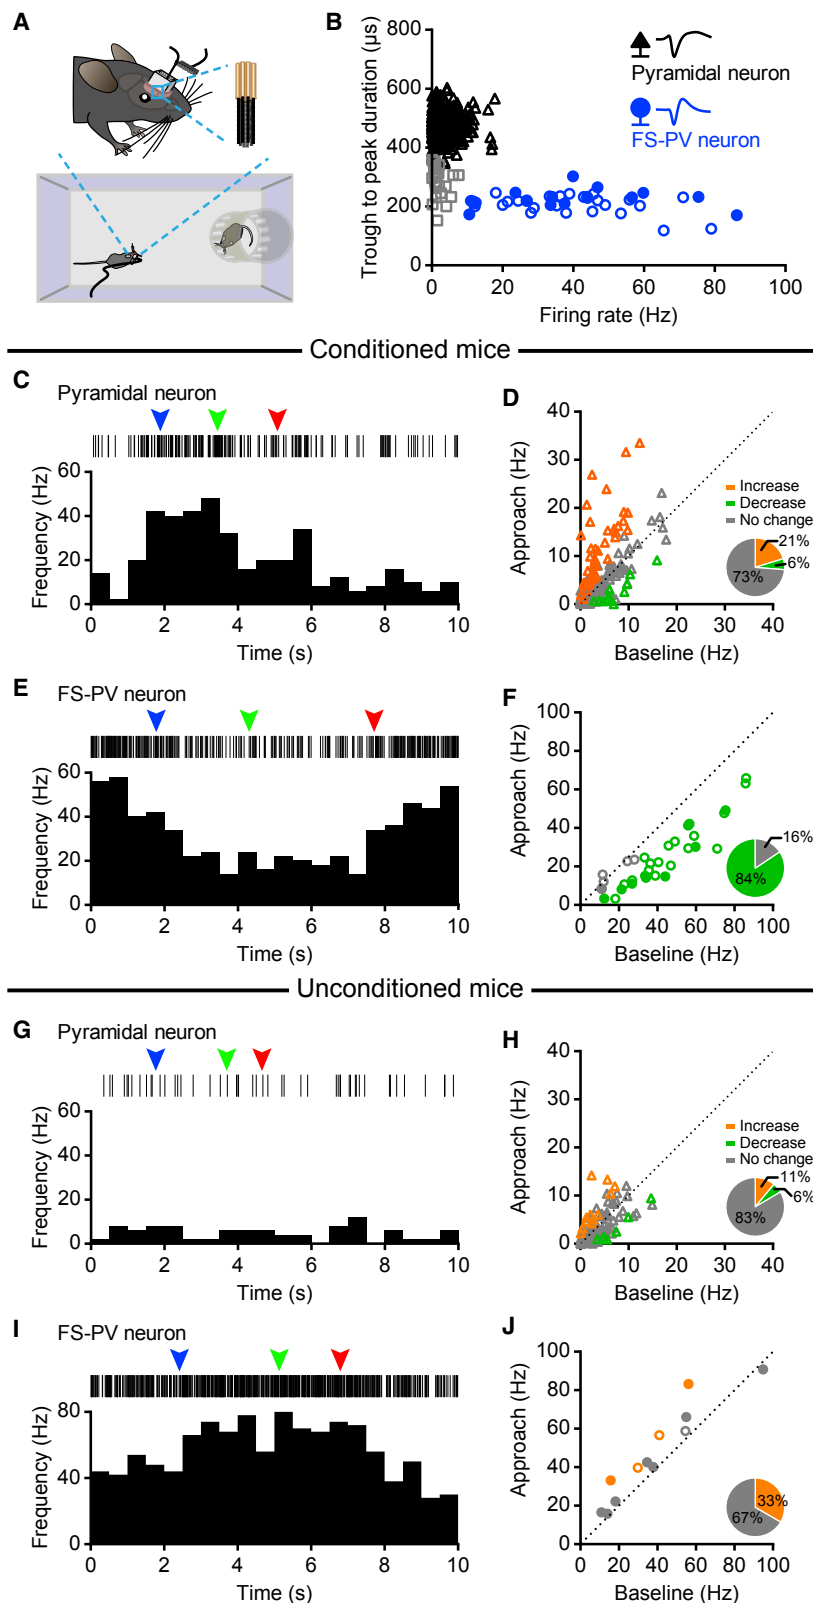 A
B
Trough to peak duration (µs)
800
600
400
200
0
0 20 40 60 80 100
Firing rate (Hz)
Pyramidal neuron
FS-PV neuron
Conditioned mice
C
Pyramidal neuron
Frequency (Hz)
60
40
20
0
0 2 4 6 8 10
Time (s)
D
Approach (Hz)
40
30
20
10
0
0 10 20 30 40
Baseline (Hz)
Increase
Decrease
No change
21%
6%
73%
E
FS-PV neuron
Frequency (Hz)
60
40
20
0
0 2 4 6 8 10
Time (s)
F
Approach (Hz)
100
80
60
40
20
0
0 20 40 60 80 100
Baseline (Hz)
16%
84%
Unconditioned mice
G
Pyramidal neuron
Frequency (Hz)
60
40
20
0
0 2 4 6 8 10
Time (s)
H
Approach (Hz)
40
30
20
10
0
0 10 20 30 40
Baseline (Hz)
Increase
Decrease
No change
11%
6%
83%
I
FS-PV neuron
Frequency (Hz)
80
40
0
0 2 4 6 8 10
Time (s)
J
Approach (Hz)
100
80
60
40
20
0
0 20 40 60 80 100
Baseline (Hz)
33%
67%